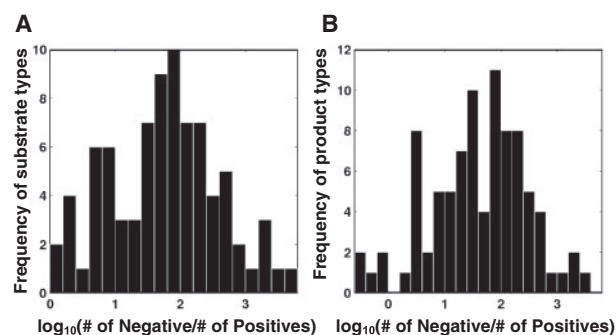 A
B
Frequency of substrate types
10
8
6
4
2
0
0 1 2 3
log₁₀(# of Negative/# of Positives)
Frequency of product types
12
10
8
6
4
2
0
0 1 2 3
log₁₀(# of Negative/# of Positives)